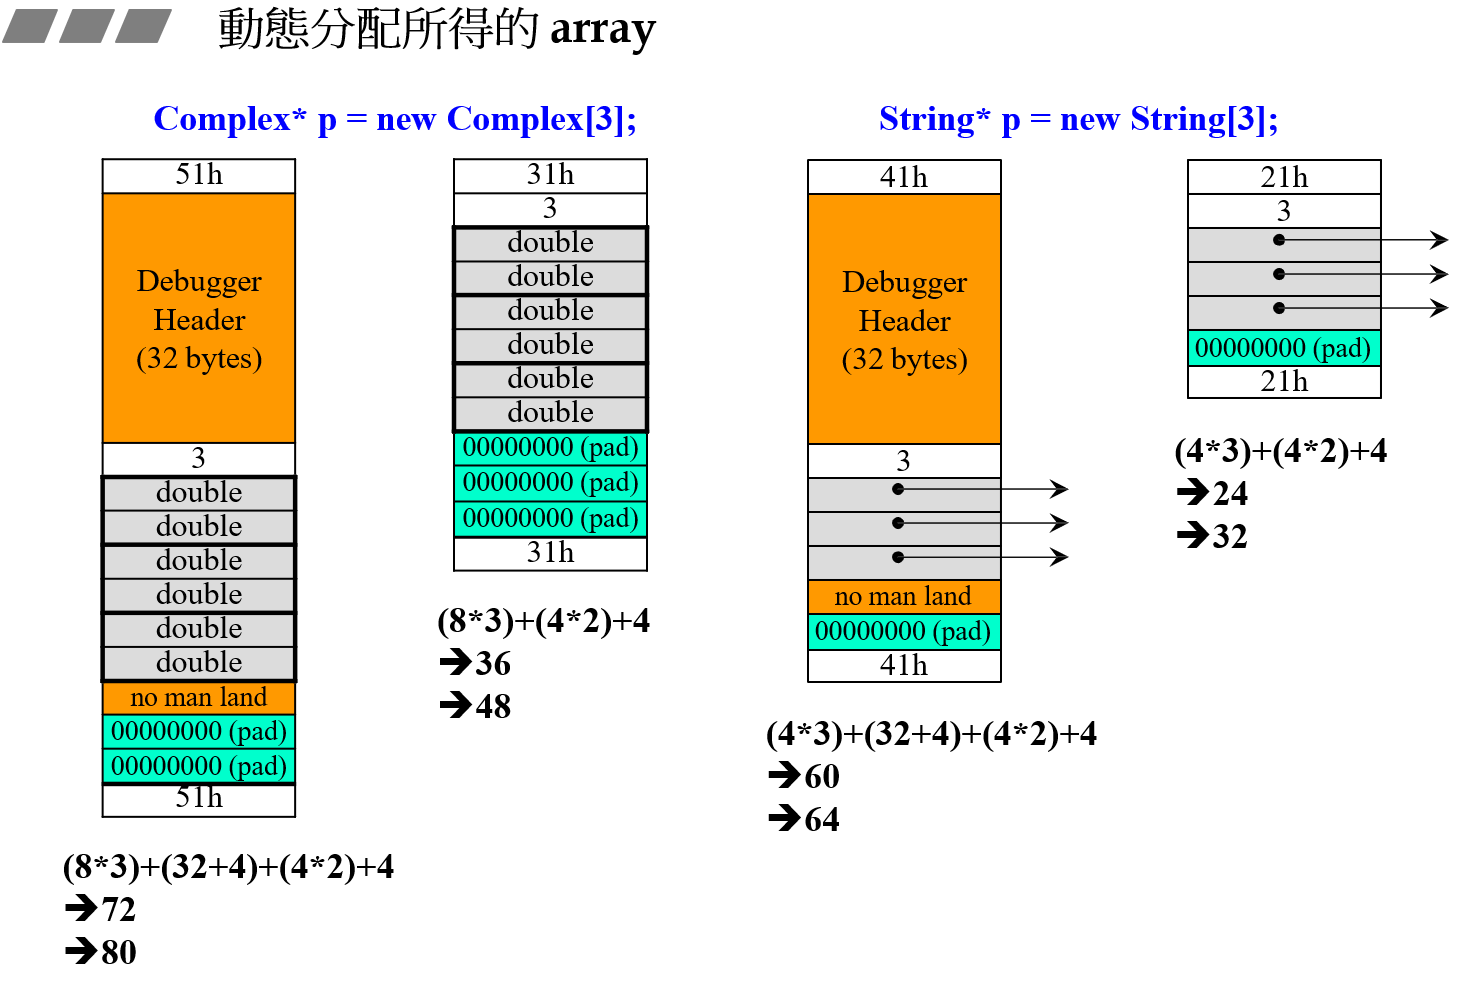 動態分配所得的 array
Complex* p = new Complex[3];
51h
Debugger
Header
(32 bytes)
3
double
double
double
double
double
double
no man land
00000000 (pad)
00000000 (pad)
51h
(8*3)+(32+4)+(4*2)+4
➔72
➔80
31h
3
double
double
double
double
double
double
00000000 (pad)
00000000 (pad)
00000000 (pad)
31h
(8*3)+(4*2)+4
➔36
➔48
String* p = new String[3];
41h
Debugger
Header
(32 bytes)
3
no man land
00000000 (pad)
41h
(4*3)+(32+4)+(4*2)+4
➔60
➔64
21h
3
00000000 (pad)
21h
(4*3)+(4*2)+4
➔24
➔32